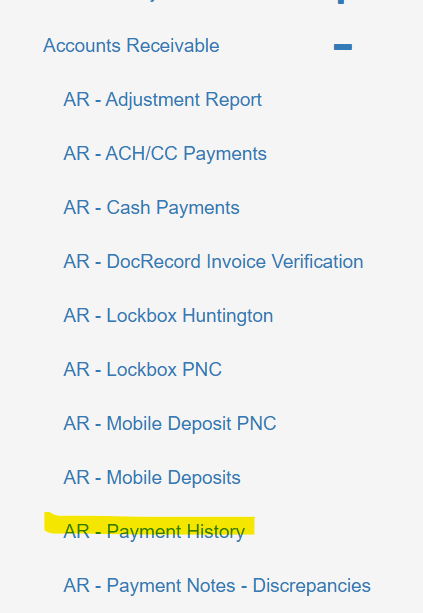 Accounts Receivable
AR - Adjustment Report
AR - ACH/CC Payments
AR - Cash Payments
AR - DocRecord Invoice Verification
AR - Lockbox Huntington
AR - Lockbox PNC
AR - Mobile Deposit PNC
AR - Mobile Deposits
AR - Payment History
AR - Payment Notes - Discrepancies